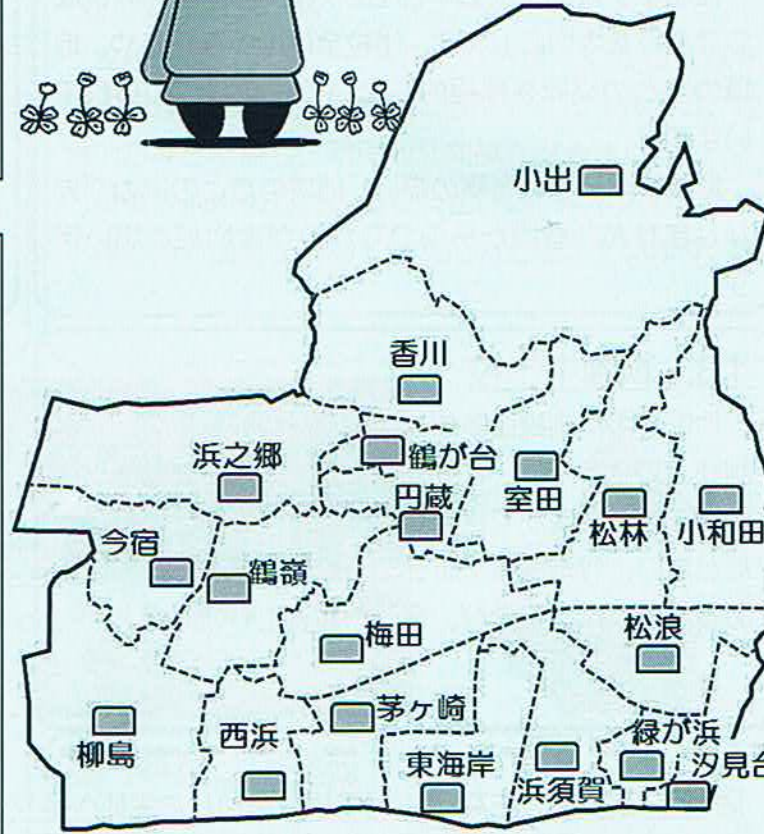 小出
香川
浜之郷
鶴が台
円蔵
室田
松林
小和田
今宿
鶴嶺
梅田
松浪
柳島
西浜
茅ヶ崎
東海岸
浜須賀
緑が浜
汐見台